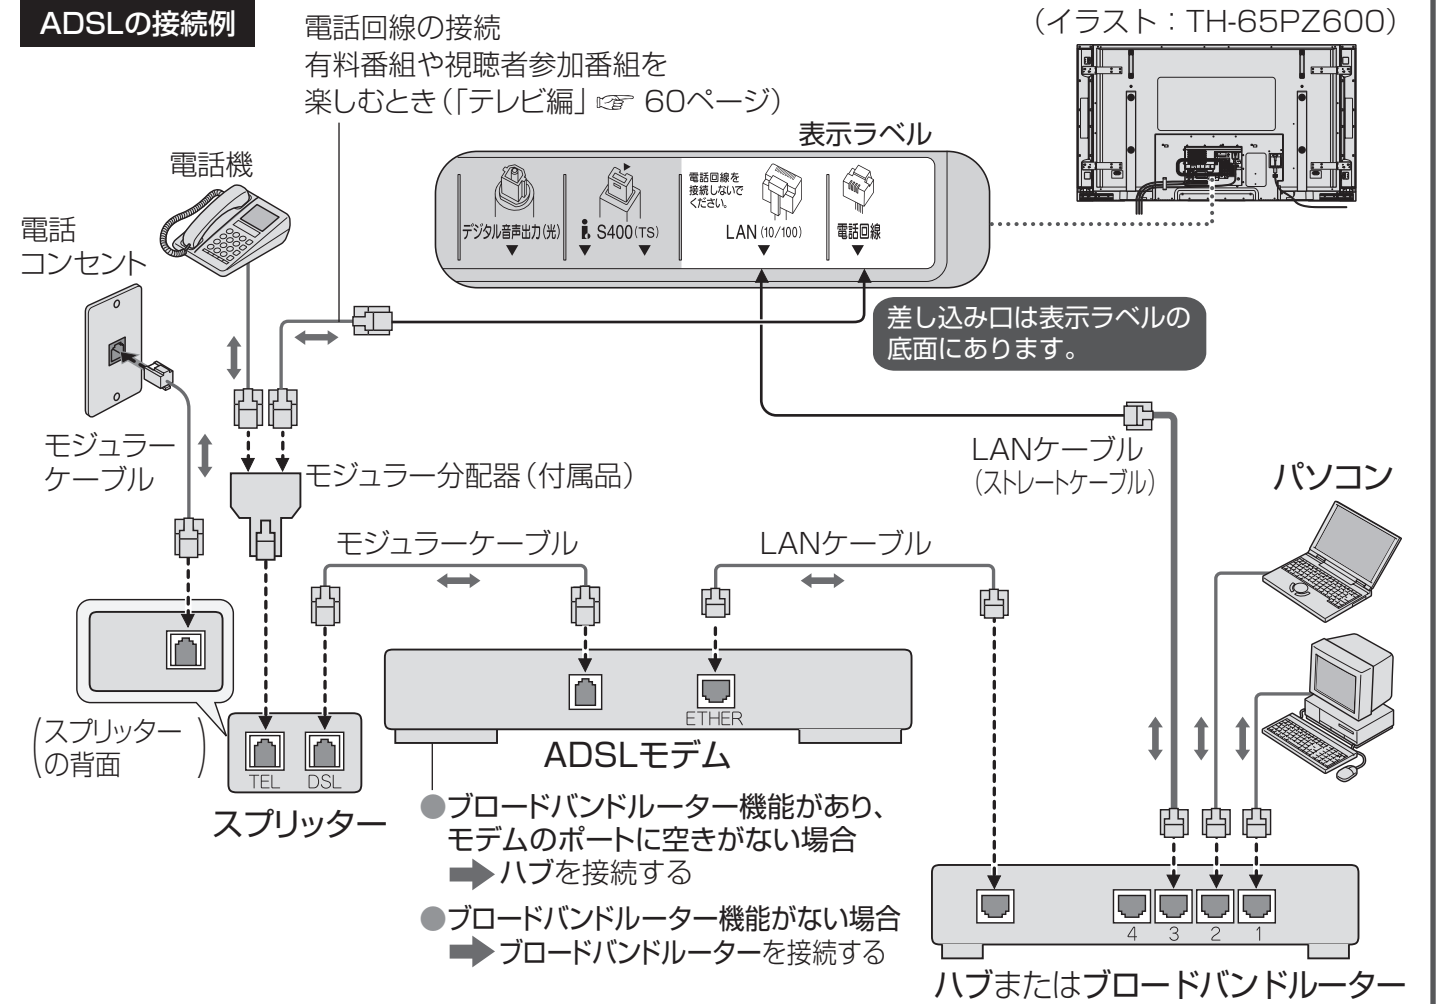 ADSLの接続例
電話回線の接続
有料番組や視聴者参加番組を
楽しむとき(「テレビ編」☞ 60ページ)
(イラスト：TH-65PZ600)
表示ラベル
デジタル音声出力(光)
i. S400(TS)
電話回線を
接続しないで
ください。
LAN(10/100)
電話回線
差し込み口は表示ラベルの
底面にあります。
電話機
電話
コンセント
モジュラー
ケーブル
モジュラー分配器(付属品)
モジュラーケーブル
LANケーブル
LANケーブル
(ストレートケーブル)
パソコン
(スプリッター
の背面)
TEL DSL
スプリッター
ETHER
ADSLモデム
●ブロードバンドルーター機能があり、
モデムのポートに空きがない場合
➡ ハブを接続する
●ブロードバンドルーター機能がない場合
➡ ブロードバンドルーターを接続する
4 3 2 1
ハブまたはブロードバンドルーター